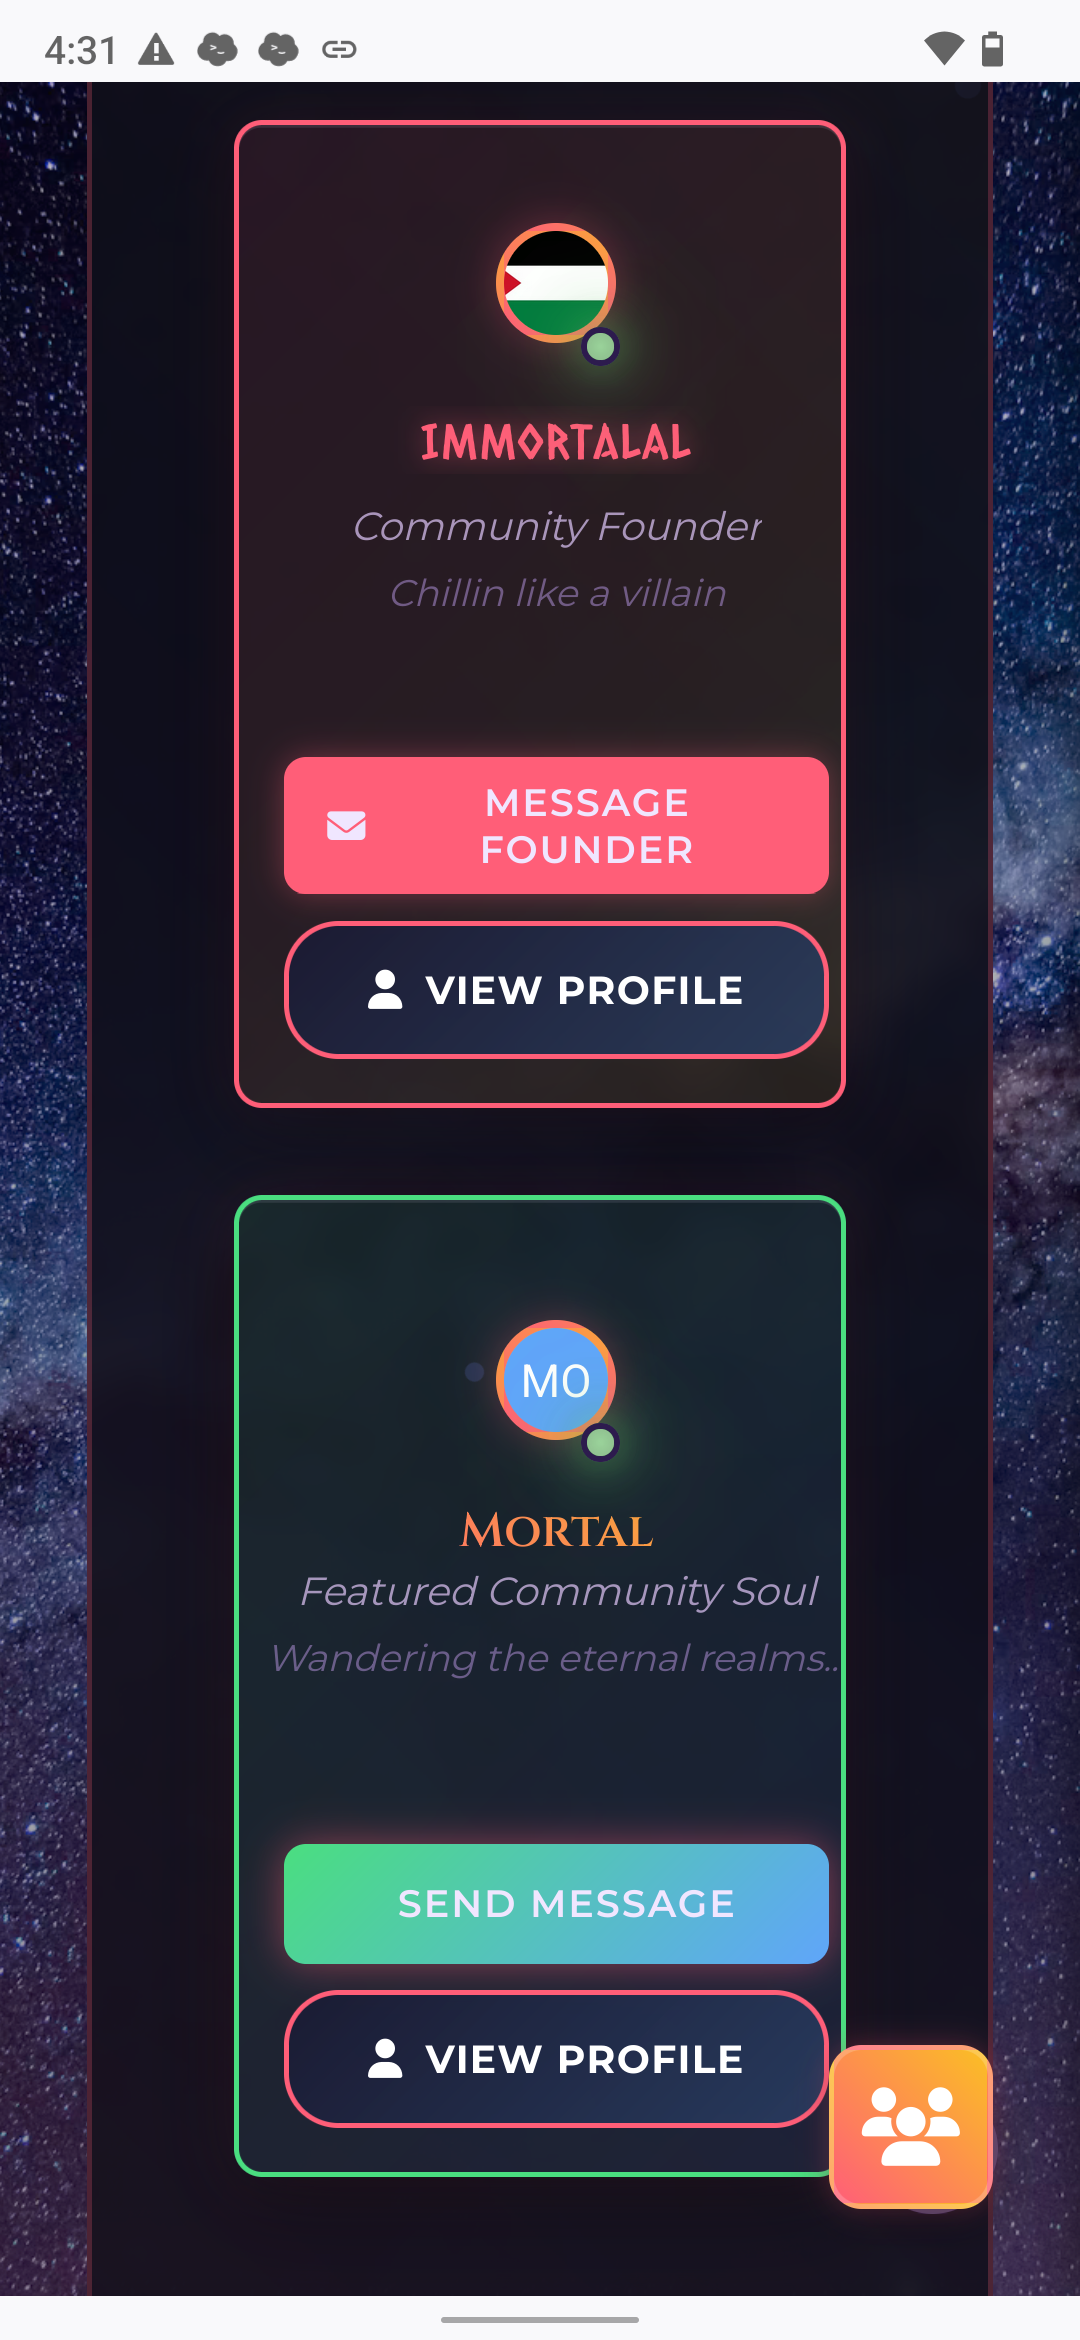 4:31
IMMORTALAL
Community Founder
Chillin like a villain
MESSAGE
FOUNDER
VIEW PROFILE
MO
Mortal
Featured Community Soul
Wandering the eternal realms..
SEND MESSAGE
VIEW PROFILE